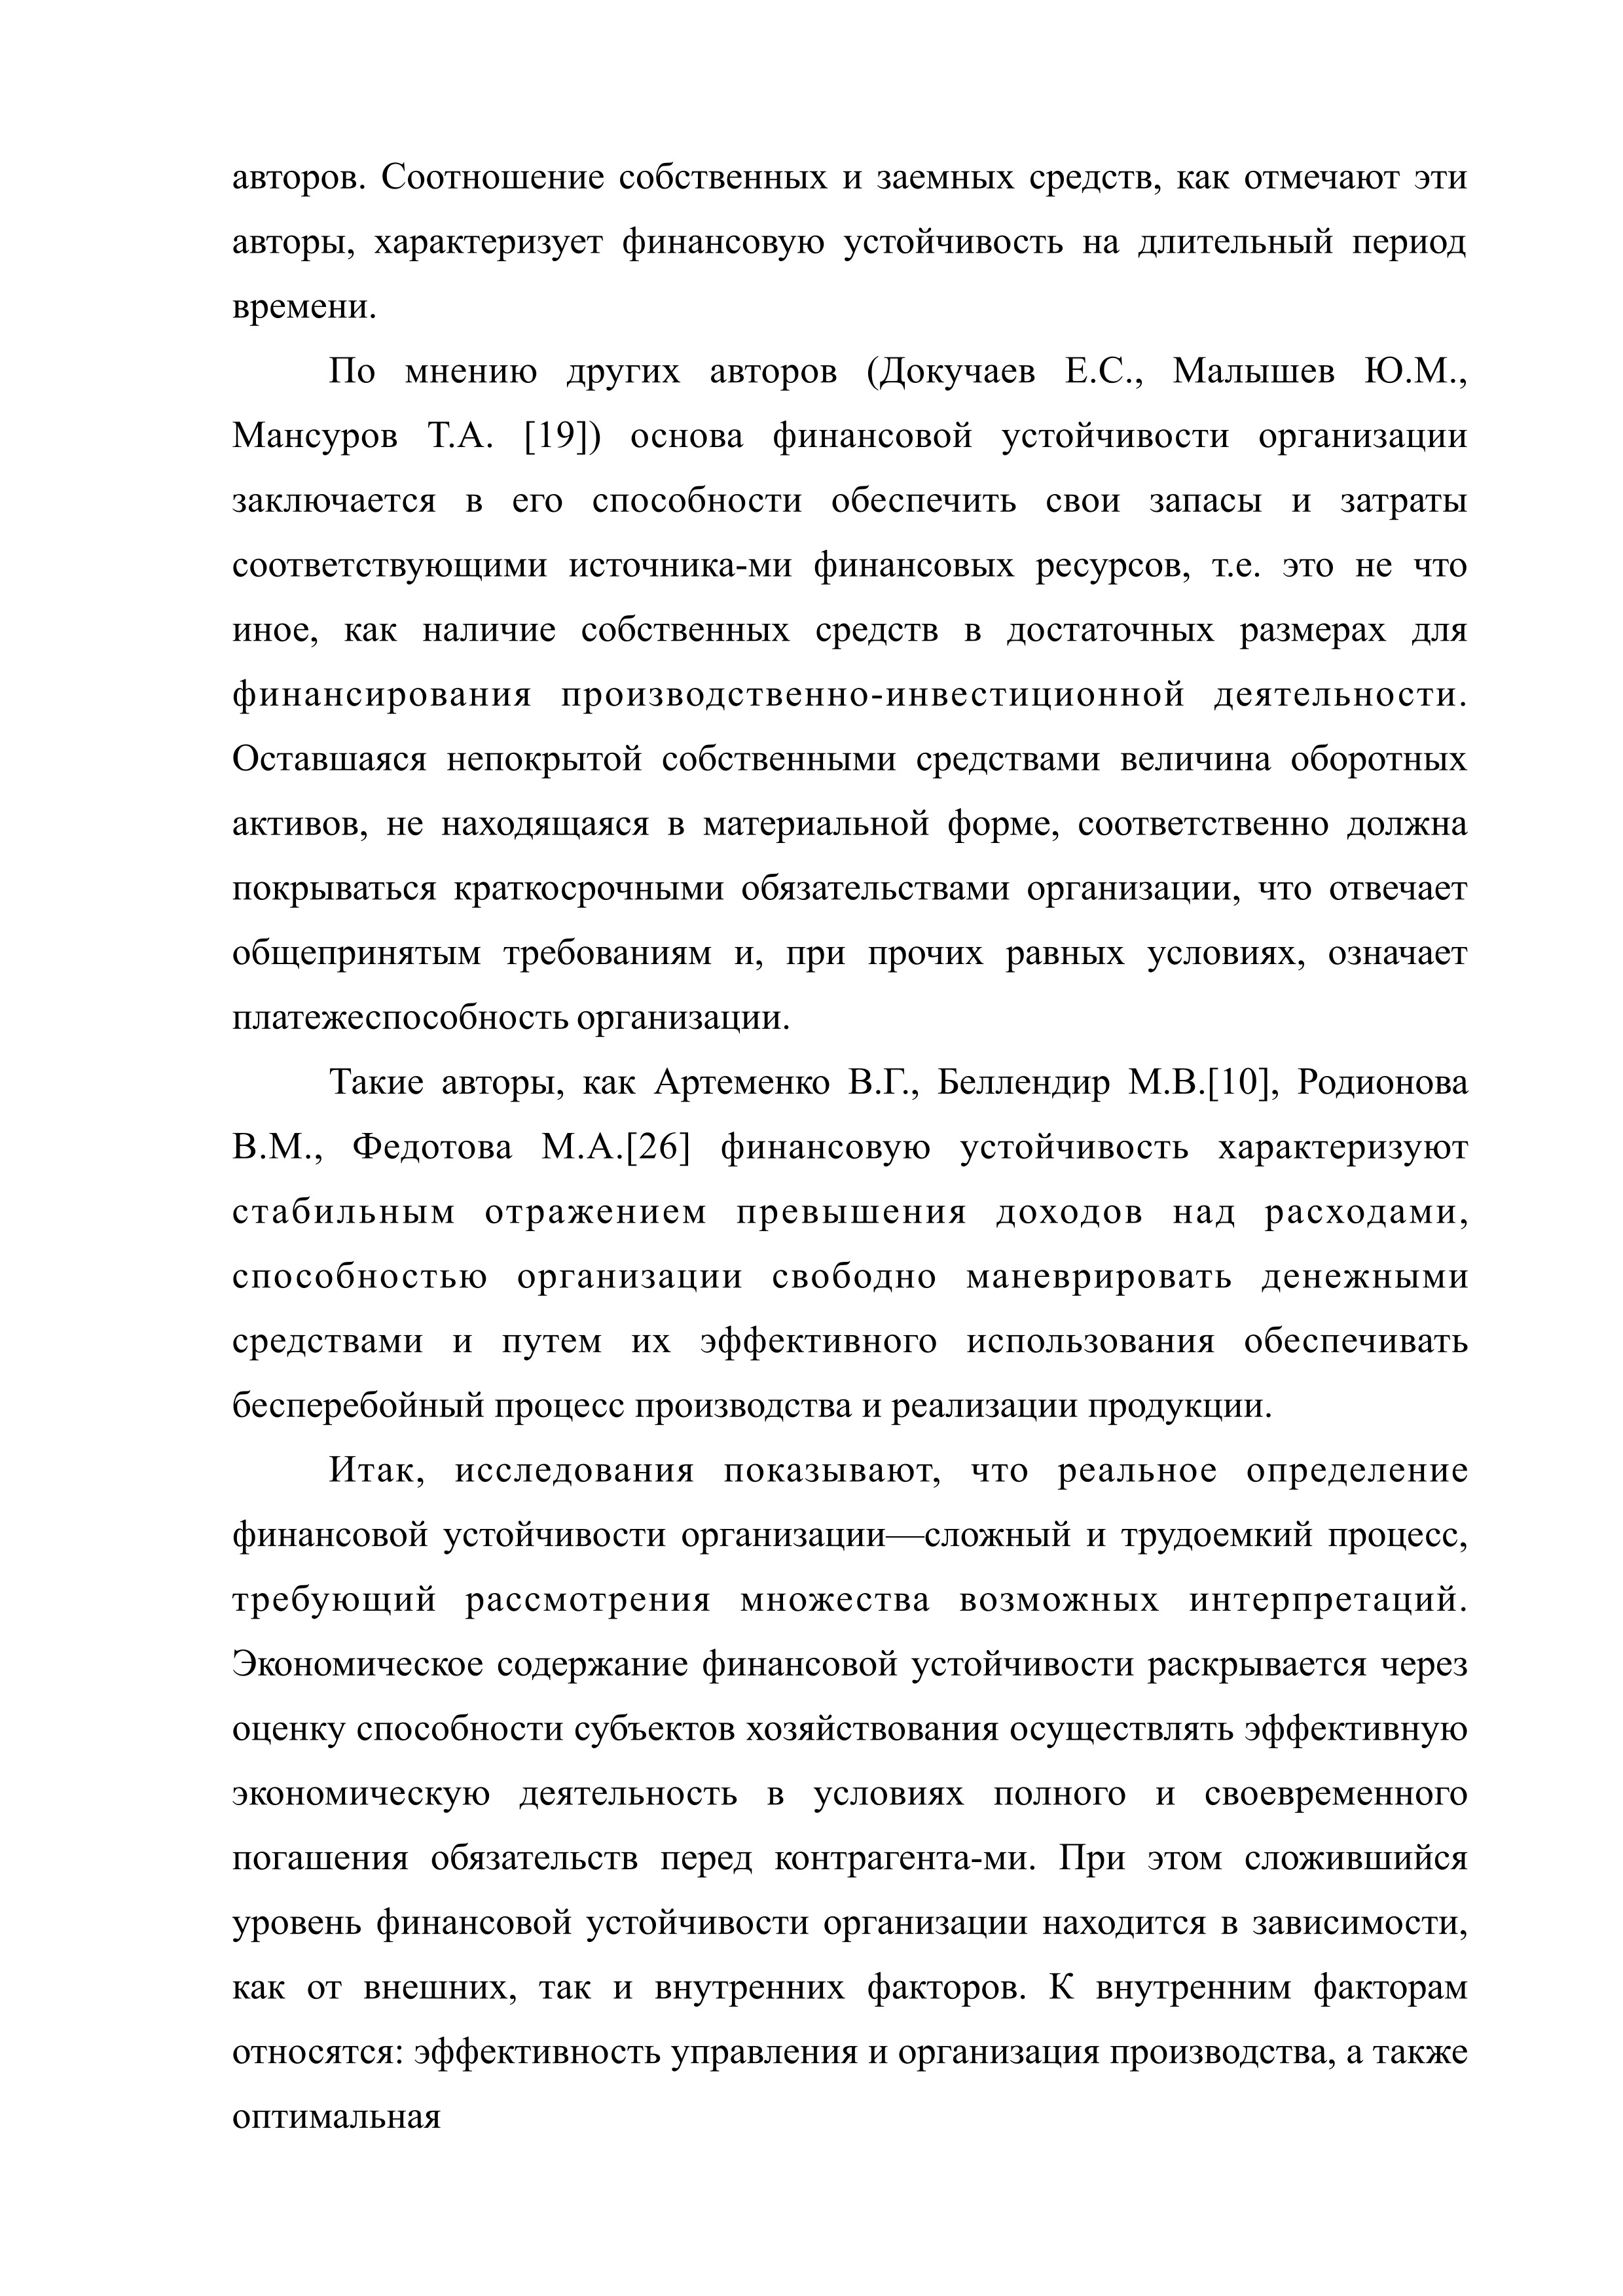 авторов. Соотношение собственных и заемных средств, как отмечают эти
авторы, характеризует финансовую устойчивость на длительный период
времени.
По мнению других авторов (Докучаев Е.С., Малышев Ю.М.,
Мансуров Т.А. [19]) основа финансовой устойчивости организации
заключается в его способности обеспечить свои запасы и затраты
соответствующими источника-ми финансовых ресурсов, т.е. это не что
иное, как наличие собственных средств в достаточных размерах для
финансирования производственно-инвестиционной деятельности.
Оставшаяся непокрытой собственными средствами величина оборотных
активов, не находящаяся в материальной форме, соответственно должна
покрываться краткосрочными обязательствами организации, что отвечает
общепринятым требованиям и, при прочих равных условиях, означает
платежеспособность организации.
Такие авторы, как Артеменко В.Г., Беллендир М.В.[10], Родионова
В.М., Федотова М.А.[26] финансовую устойчивость характеризуют
стабильным отражением превышения доходов над расходами,
способностью организации свободно маневрировать денежными
средствами и путем их эффективного использования обеспечивать
бесперебойный процесс производства и реализации продукции.
Итак, исследования показывают, что реальное определение
финансовой устойчивости организации—сложный и трудоемкий процесс,
требующий рассмотрения множества возможных интерпретаций.
Экономическое содержание финансовой устойчивости раскрывается через
оценку способности субъектов хозяйствования осуществлять эффективную
экономическую деятельность в условиях полного и своевременного
погашения обязательств перед контрагента-ми. При этом сложившийся
уровень финансовой устойчивости организации находится в зависимости,
как от внешних, так и внутренних факторов. К внутренним факторам
относятся: эффективность управления и организация производства, а также
оптимальная